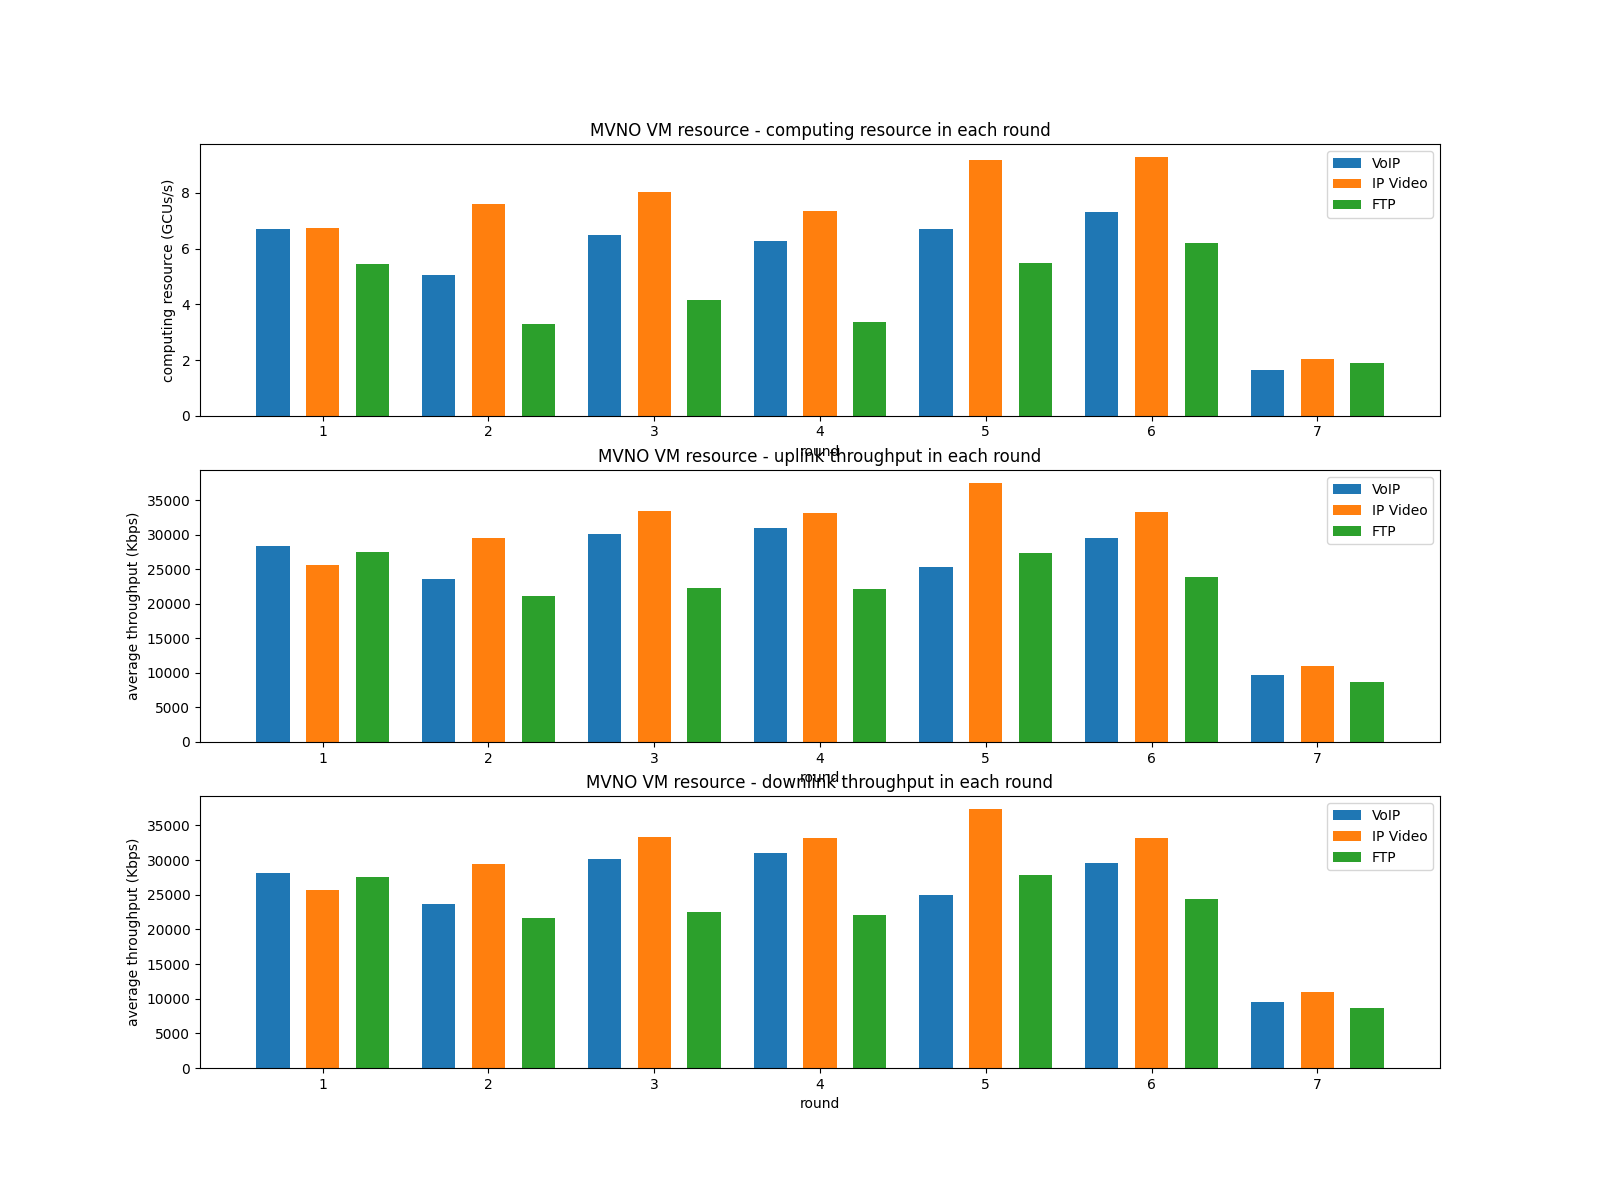 MVNO VM resource - computing resource in each round
computing resource (GCUs/s)
8
6
4
2
0
VoIP
IP Video
FTP
1 2 3 4 5 6 7
round
MVNO VM resource - uplink throughput in each round
average throughput (Kbps)
35000
30000
25000
20000
15000
10000
5000
0
VoIP
IP Video
FTP
1 2 3 4 5 6 7
round
MVNO VM resource - downlink throughput in each round
average throughput (Kbps)
35000
30000
25000
20000
15000
10000
5000
0
VoIP
IP Video
FTP
1 2 3 4 5 6 7
round